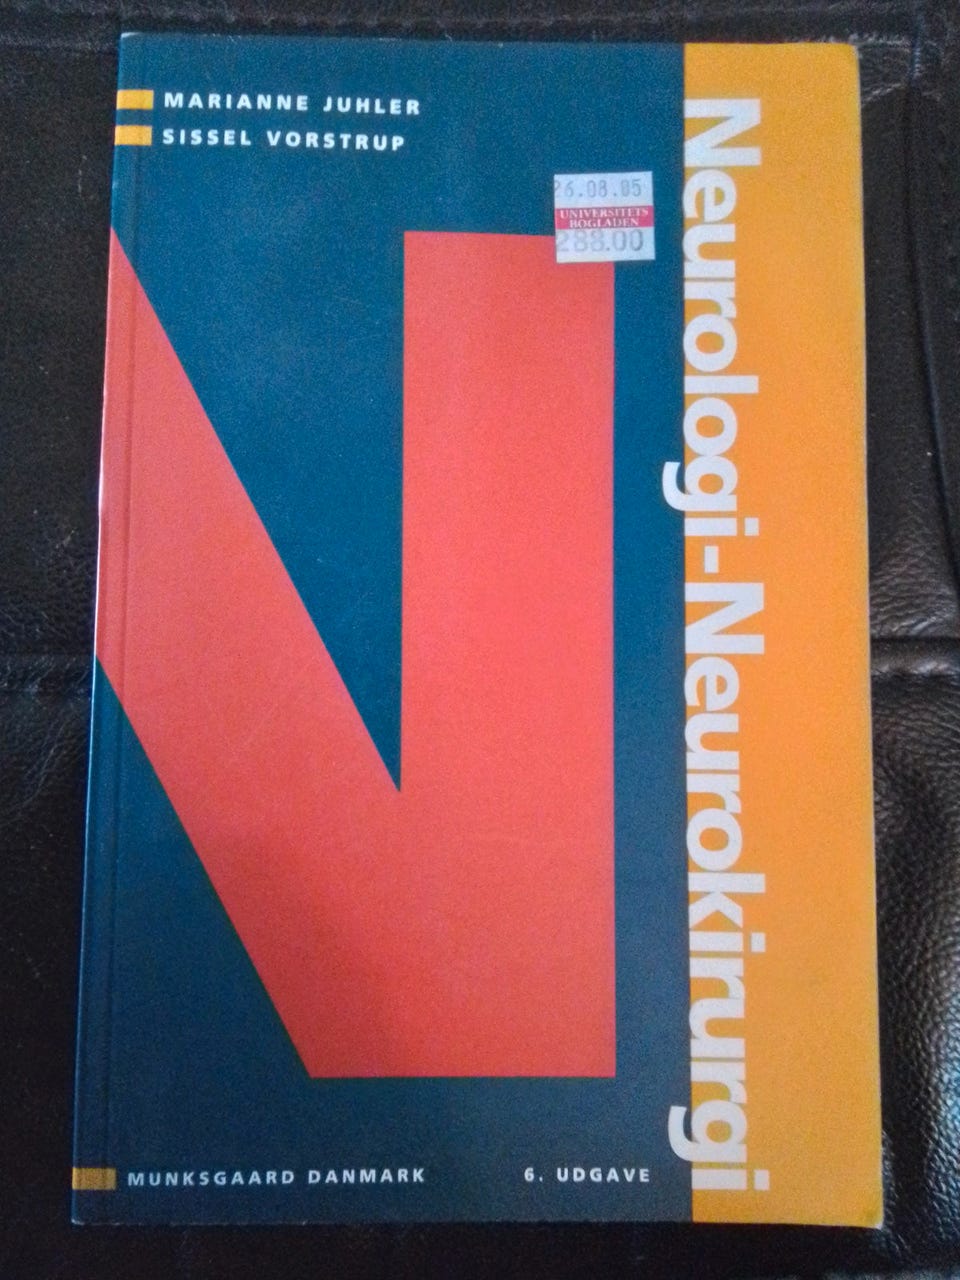 MARIANNE JUHLER
SISSEL VORSTRUP
26.08.05
UNIVERSITETS
BOGLADEN
288.00
Neurologi-Neurokirurgi
MUNKSGAARD DANMARK
6. UDGAVE